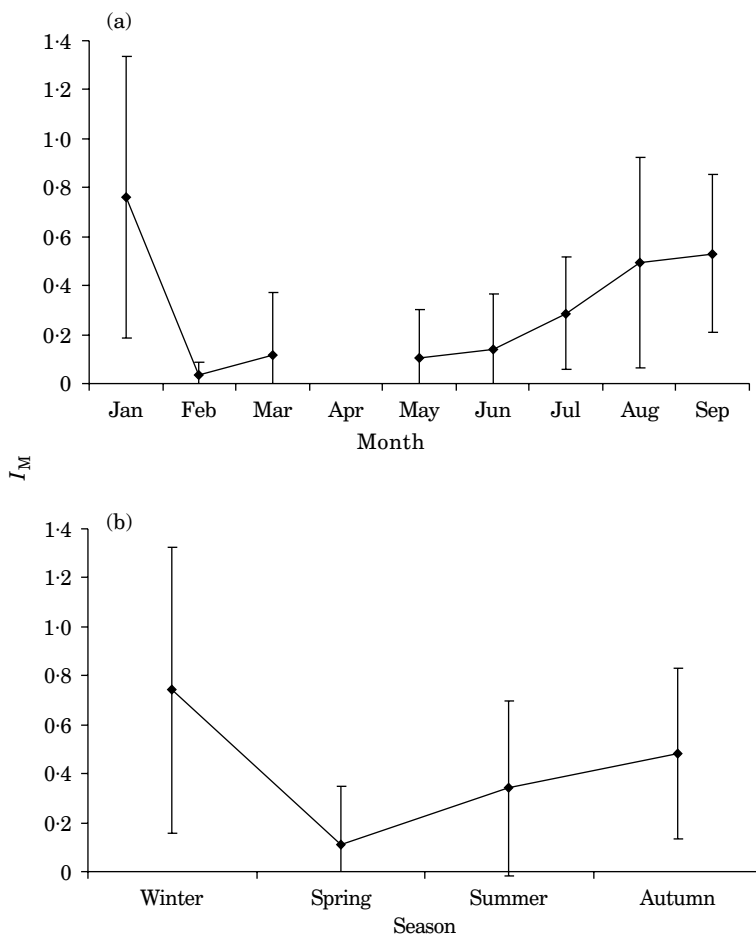 (a)
1·4
1·2
1·0
0·8
0·6
0·4
0·2
0
Jan Feb Mar Apr May Jun Jul Aug Sep
Month
I_M
(b)
1·4
1·2
1·0
0·8
0·6
0·4
0·2
0
Winter Spring Summer Autumn
Season